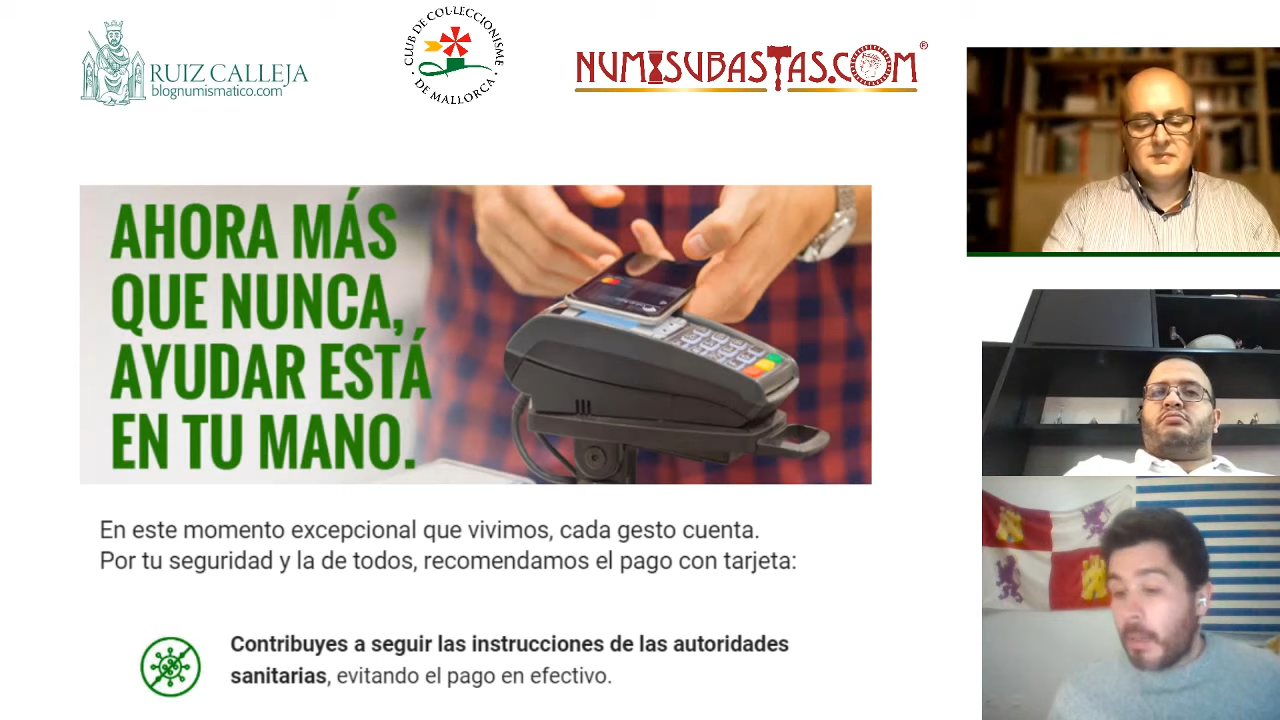 RUIZ CALLEJA
blognumismatico.com
CLUB DE COL·LECCIONISME
· DE MALLORCA ·
NUMISUBASTAS.COM®
AHORA MÁS
QUE NUNCA,
AYUDAR ESTÁ
EN TU MANO.
En este momento excepcional que vivimos, cada gesto cuenta.
Por tu seguridad y la de todos, recomendamos el pago con tarjeta:
Contribuyes a seguir las instrucciones de las autoridades
sanitarias, evitando el pago en efectivo.